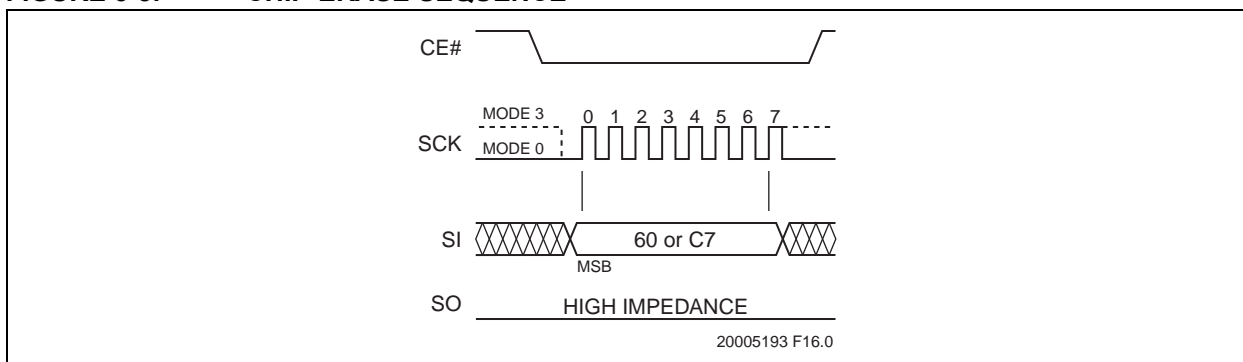 CE#
MODE 3
0 1 2 3 4 5 6 7
SCK
MODE 0
SI
60 or C7
MSB
SO
HIGH IMPEDANCE
20005193 F16.0